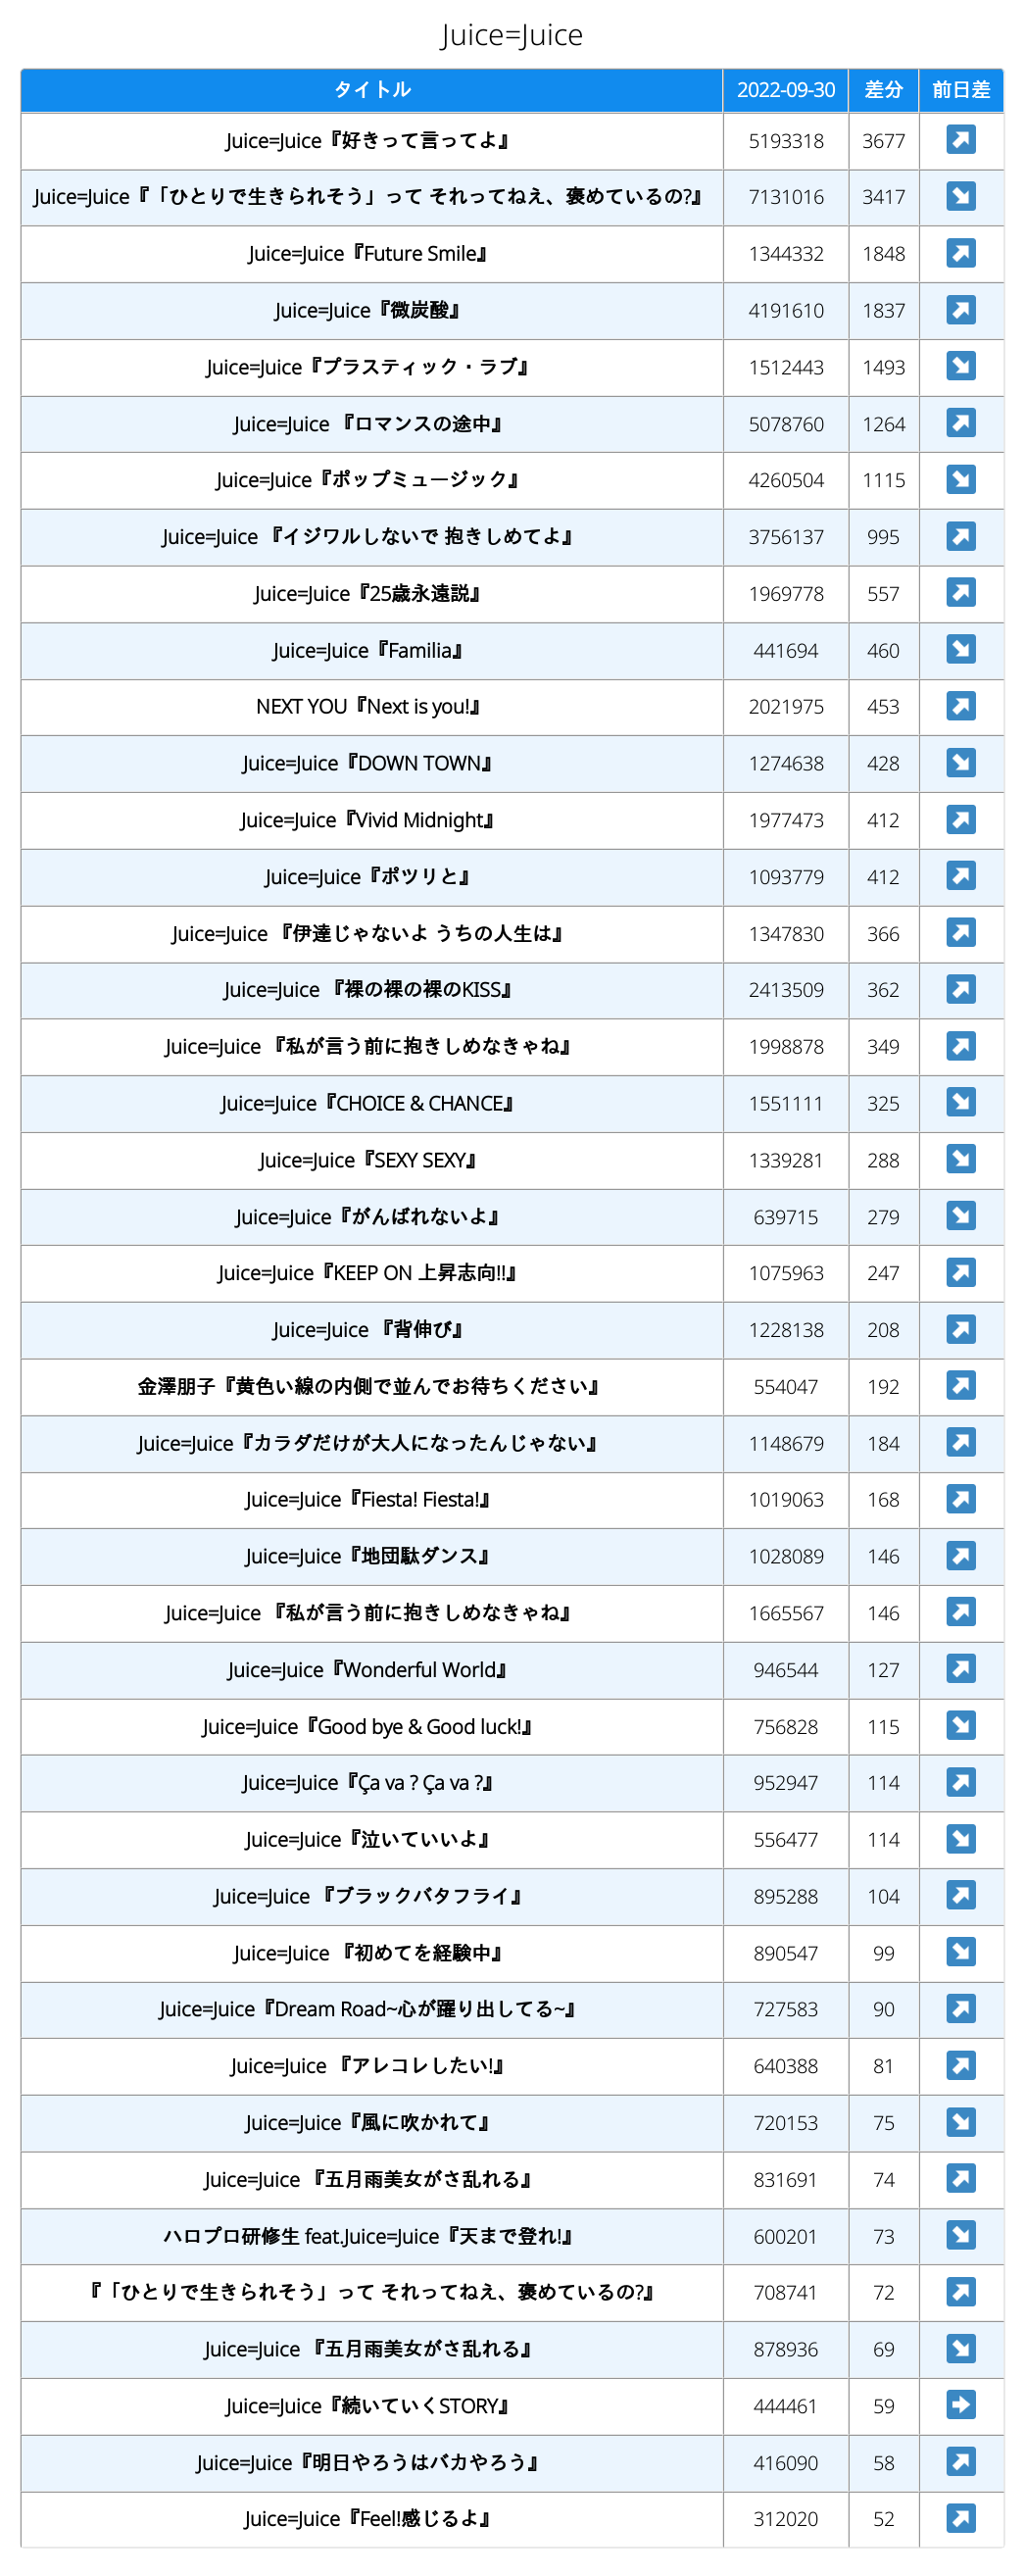 Juice=Juice
タイトル 2022-09-30 差分 前日差
Juice=Juice『好きって言ってよ』 5193318 3677 ↗
Juice=Juice『「ひとりで生きられそう」って それってねえ、褒めているの?』 7131016 3417 ↘
Juice=Juice『Future Smile』 1344332 1848 ↗
Juice=Juice『微炭酸』 4191610 1837 ↗
Juice=Juice『プラスティック・ラブ』 1512443 1493 ↘
Juice=Juice 『ロマンスの途中』 5078760 1264 ↗
Juice=Juice『ポップミュージック』 4260504 1115 ↘
Juice=Juice 『イジワルしないで 抱きしめてよ』 3756137 995 ↗
Juice=Juice『25歳永遠説』 1969778 557 ↗
Juice=Juice『Familia』 441694 460 ↘
NEXT YOU『Next is you!』 2021975 453 ↗
Juice=Juice『DOWN TOWN』 1274638 428 ↘
Juice=Juice『Vivid Midnight』 1977473 412 ↗
Juice=Juice『ポツリと』 1093779 412 ↗
Juice=Juice 『伊達じゃないよ うちの人生は』 1347830 366 ↗
Juice=Juice 『裸の裸の裸のKISS』 2413509 362 ↗
Juice=Juice 『私が言う前に抱きしめなきゃね』 1998878 349 ↗
Juice=Juice『CHOICE & CHANCE』 1551111 325 ↘
Juice=Juice『SEXY SEXY』 1339281 288 ↘
Juice=Juice『がんばれないよ』 639715 279 ↘
Juice=Juice『KEEP ON 上昇志向!!』 1075963 247 ↗
Juice=Juice 『背伸び』 1228138 208 ↗
金澤朋子『黄色い線の内側で並んでお待ちください』 554047 192 ↗
Juice=Juice『カラダだけが大人になったんじゃない』 1148679 184 ↗
Juice=Juice『Fiesta! Fiesta!』 1019063 168 ↗
Juice=Juice『地団駄ダンス』 1028089 146 ↗
Juice=Juice 『私が言う前に抱きしめなきゃね』 1665567 146 ↗
Juice=Juice『Wonderful World』 946544 127 ↗
Juice=Juice『Good bye & Good luck!』 756828 115 ↘
Juice=Juice『Ça va ? Ça va ?』 952947 114 ↗
Juice=Juice『泣いていいよ』 556477 114 ↘
Juice=Juice 『ブラックバタフライ』 895288 104 ↗
Juice=Juice 『初めてを経験中』 890547 99 ↘
Juice=Juice『Dream Road~心が躍り出してる~』 727583 90 ↗
Juice=Juice 『アレコレしたい!』 640388 81 ↗
Juice=Juice『風に吹かれて』 720153 75 ↘
Juice=Juice 『五月雨美女がさ乱れる』 831691 74 ↗
ハロプロ研修生 feat.Juice=Juice『天まで登れ!』 600201 73 ↘
『「ひとりで生きられそう」って それってねえ、褒めているの?』 708741 72 ↗
Juice=Juice 『五月雨美女がさ乱れる』 878936 69 ↘
Juice=Juice『続いていくSTORY』 444461 59 ➡
Juice=Juice『明日やろうはバカやろう』 416090 58 ↗
Juice=Juice『Feel!感じるよ』 312020 52 ↗